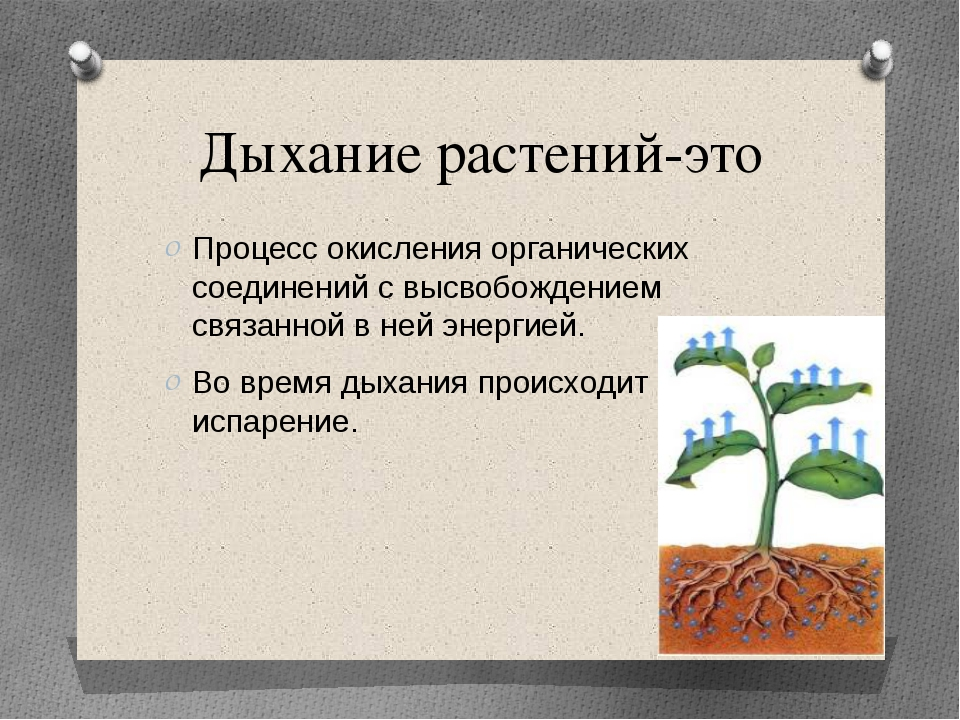 Дыхание растений-это
Процесс окисления органических
соединений с высвобождением
связанной в ней энергией.
Во время дыхания происходит
испарение.